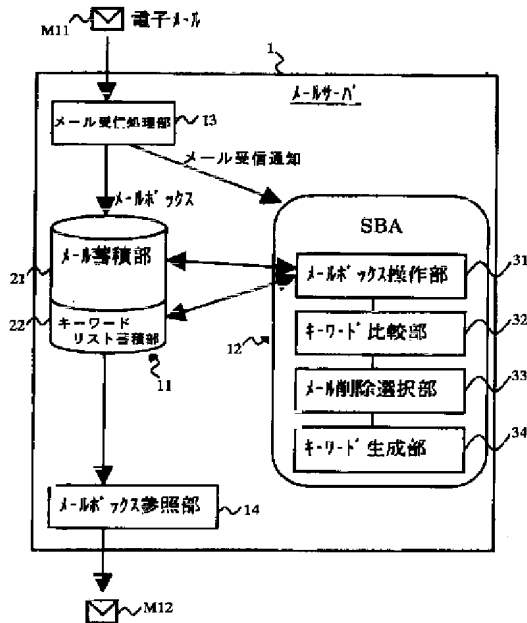 M11 電子メール
1
メールサーバ
メール受信処理部 13
メール受信通知
メールボックス
SBA
21 メール蓄積部
メールボックス操作部 31
22 キーワード
リスト蓄積部
キーワード比較部 32
12
11
メール削除選択部 33
キーワード生成部 34
メールボックス参照部 14
M12